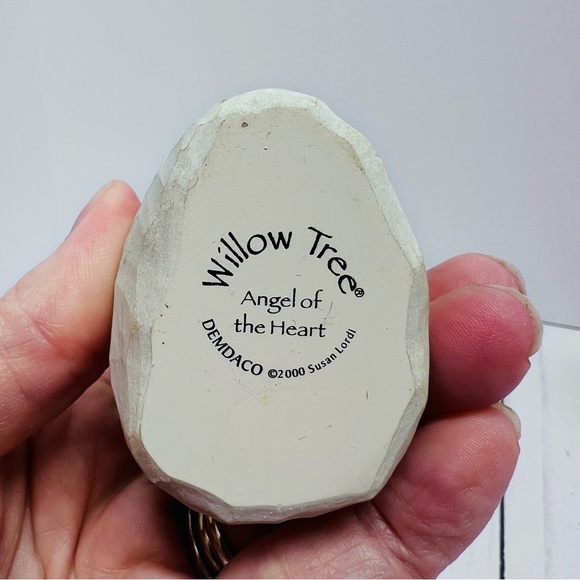 Willow Tree®
Angel of
the Heart
DEMDACO ©2000 Susan Lordi